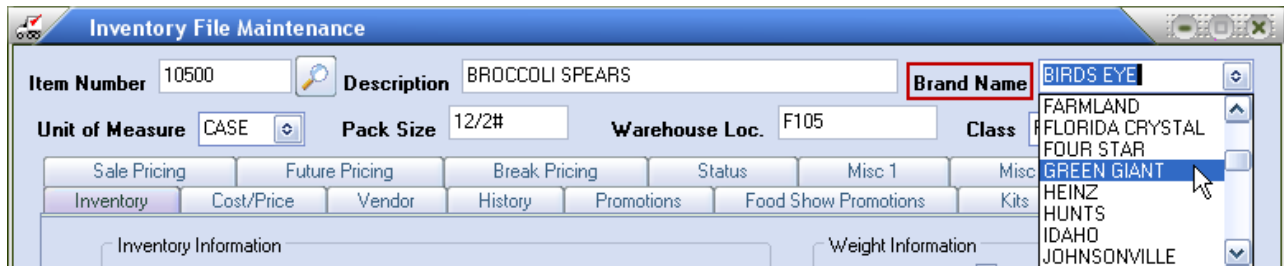 Inventory File Maintenance
Item Number 10500 Description BROCCOLI SPEARS Brand Name BIRDS EYE
Unit of Measure CASE Pack Size 12/2# Warehouse Loc. F105 Class
FARMLAND
FLORIDA CRYSTAL
FOUR STAR
GREEN GIANT
HEINZ
HUNTS
IDAHO
JOHNSONVILLE
Sale Pricing Future Pricing Break Pricing Status Misc 1 Misc
Inventory Cost/Price Vendor History Promotions Food Show Promotions Kits
Inventory Information Weight Information